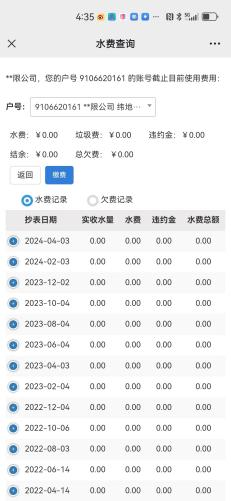 4:35
水费查询
**限公司，您的户号 9106620161 的账号截止目前使用费用：
户号： 9106620161 **限公司 纬地…
水费：￥0.00 垃圾费：￥0.00 违约金：￥0.00
结余：￥0.00 总欠费：￥0.00
返回 缴费
水费记录 欠费记录
抄表日期 实收水量 水费 违约金 水费总额
2024-04-03 0.00 0.00 0.00 0.00
2024-02-03 0.00 0.00 0.00 0.00
2023-12-02 0.00 0.00 0.00 0.00
2023-10-04 0.00 0.00 0.00 0.00
2023-08-04 0.00 0.00 0.00 0.00
2023-06-04 0.00 0.00 0.00 0.00
2023-04-03 0.00 0.00 0.00 0.00
2023-02-04 0.00 0.00 0.00 0.00
2022-12-04 0.00 0.00 0.00 0.00
2022-10-06 0.00 0.00 0.00 0.00
2022-08-03 0.00 0.00 0.00 0.00
2022-06-14 0.00 0.00 0.00 0.00
2022-04-14 0.00 0.00 0.00 0.00